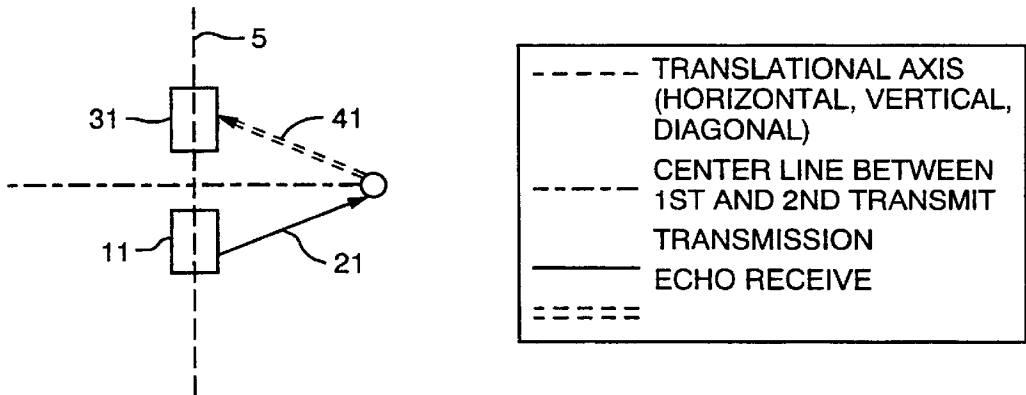 5
31
41
11
21
TRANSLATIONAL AXIS
(HORIZONTAL, VERTICAL,
DIAGONAL)
CENTER LINE BETWEEN
1ST AND 2ND TRANSMIT
TRANSMISSION
ECHO RECEIVE